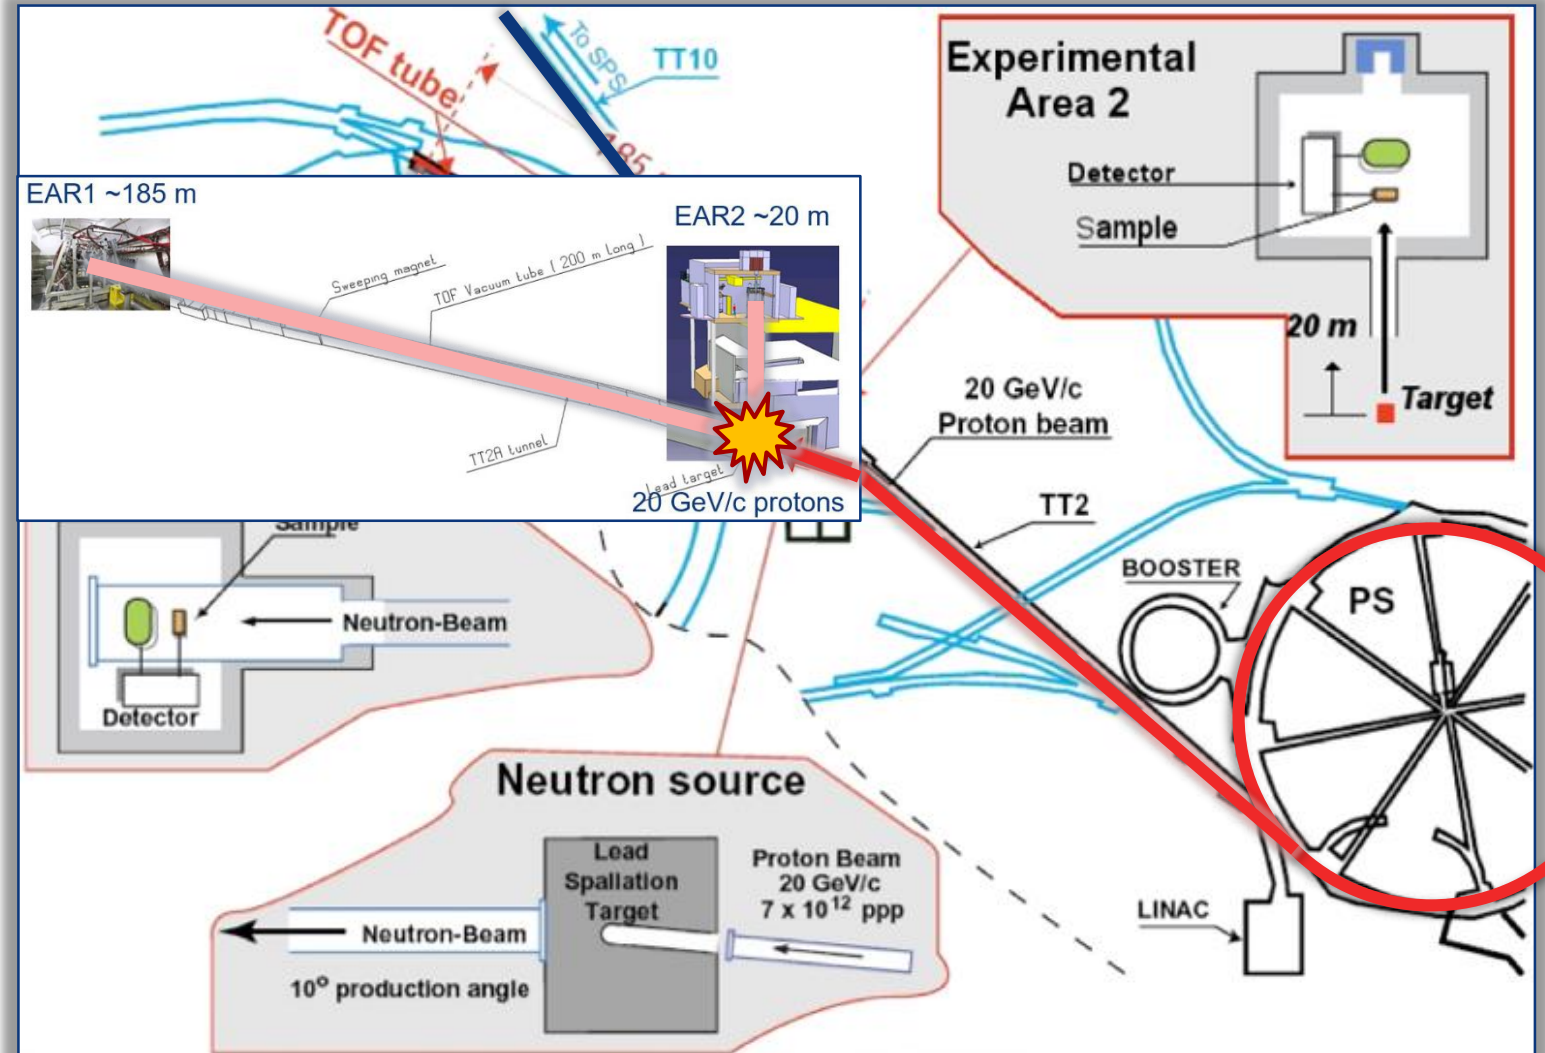 TOF tube
To SPS
TT10
185
Experimental
Area 2
Detector
Sample
20 m
Target
EAR1 ~185 m
EAR2 ~20 m
Sweeping magnet
TOF Vacuum tube ( 200 m long )
TT2A tunnel
Lead target
20 GeV/c protons
20 GeV/c
Proton beam
TT2
BOOSTER
PS
LINAC
Sample
Neutron-Beam
Detector
Neutron source
Lead
Spallation
Target
Proton Beam
20 GeV/c
7 x 10¹² ppp
Neutron-Beam
10° production angle